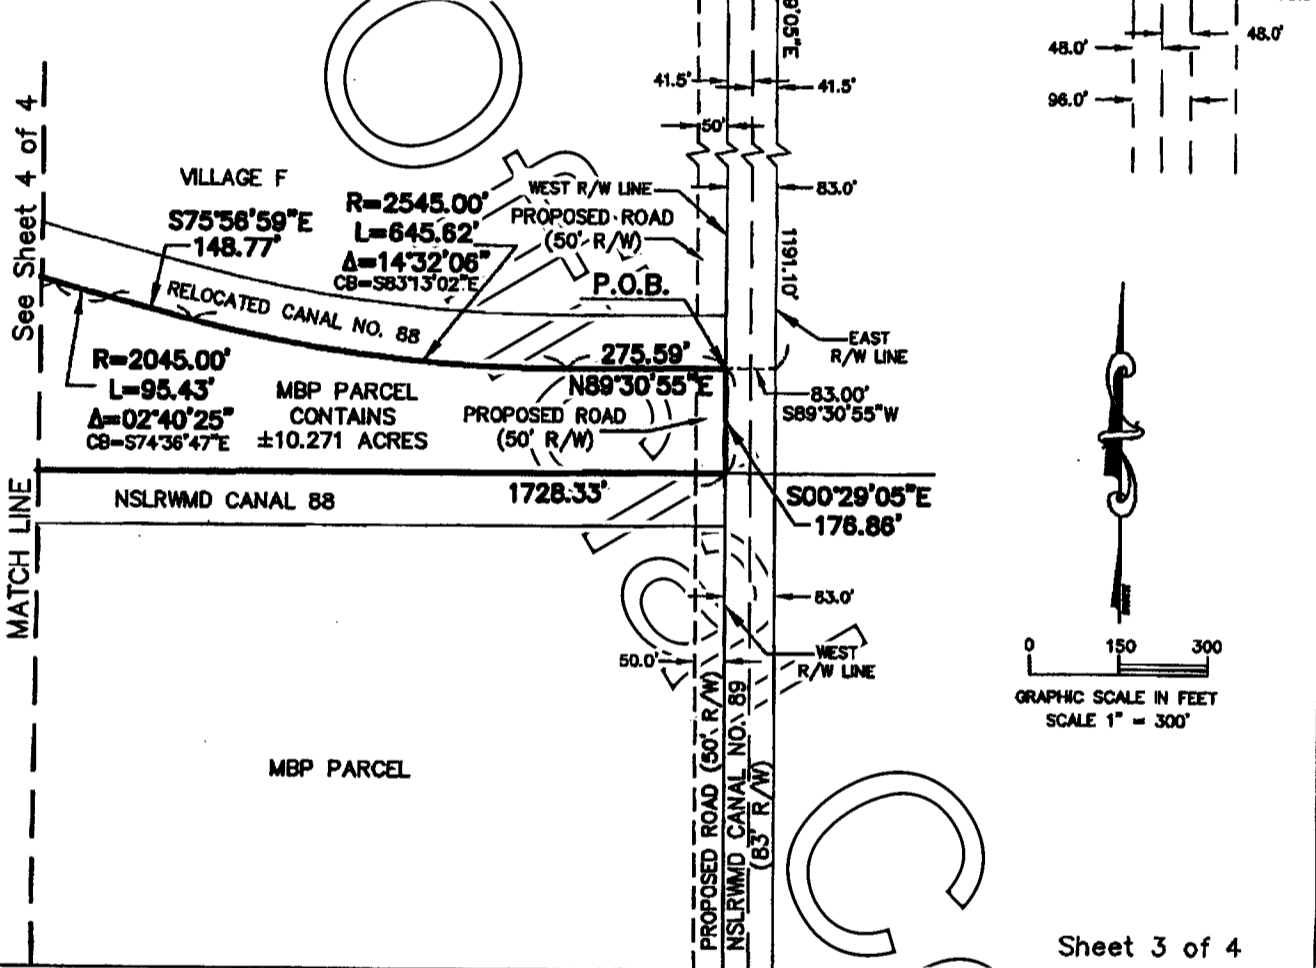 9'05"E
48.0'
48.0'
96.0'
41.5'
41.5'
50'
83.0'
See Sheet 4 of 4
MATCH LINE
VILLAGE F
S75°56'59"E
148.77'
R=2545.00'
L=645.62'
Δ=14°32'06"
CB=S83°13'02"E
WEST R/W LINE
PROPOSED ROAD
(50' R/W)
P.O.B.
1191.10'
EAST
R/W LINE
RELOCATED CANAL NO. 88
R=2045.00'
L=95.43'
Δ=02°40'25"
CB=S74°36'47"E
MBP PARCEL
CONTAINS
±10.271 ACRES
275.59'
N89°30'55"E
83.00'
S89°30'55"W
PROPOSED ROAD
(50' R/W)
NSLRWMD CANAL 88
1728.33'
S00°29'05"E
176.86'
83.0'
WEST
R/W LINE
50.0'
0 150 300
GRAPHIC SCALE IN FEET
SCALE 1" = 300'
MBP PARCEL
PROPOSED ROAD (50' R/W)
NSLRWMD CANAL NO. 89
(83' R/W)
Sheet 3 of 4